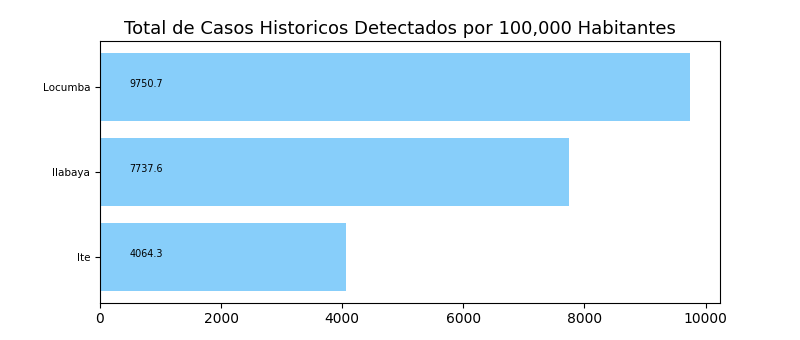 Total de Casos Historicos Detectados por 100,000 Habitantes
Locumba
9750.7
Ilabaya
7737.6
Ite
4064.3
0 2000 4000 6000 8000 10000